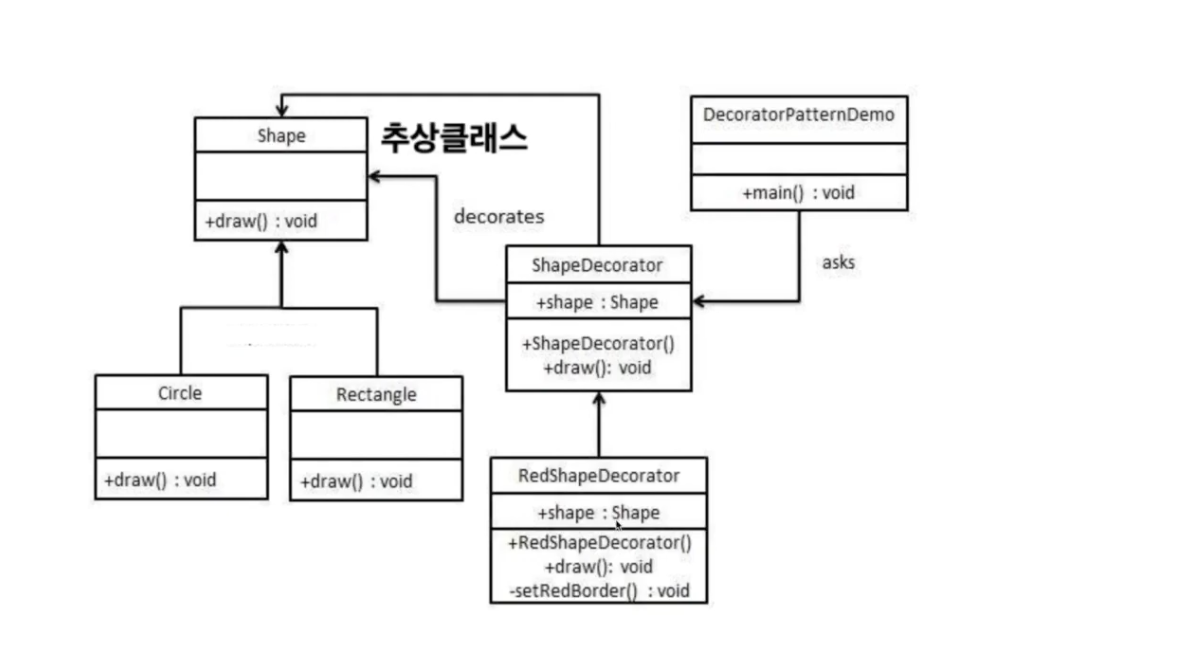 Shape
추상클래스
+draw() : void
decorates
DecoratorPatternDemo
+main() : void
asks
ShapeDecorator
+shape : Shape
+ShapeDecorator()
+draw(): void
Circle
+draw() : void
Rectangle
+draw() : void
RedShapeDecorator
+shape : Shape
+RedShapeDecorator()
+draw(): void
-setRedBorder() : void